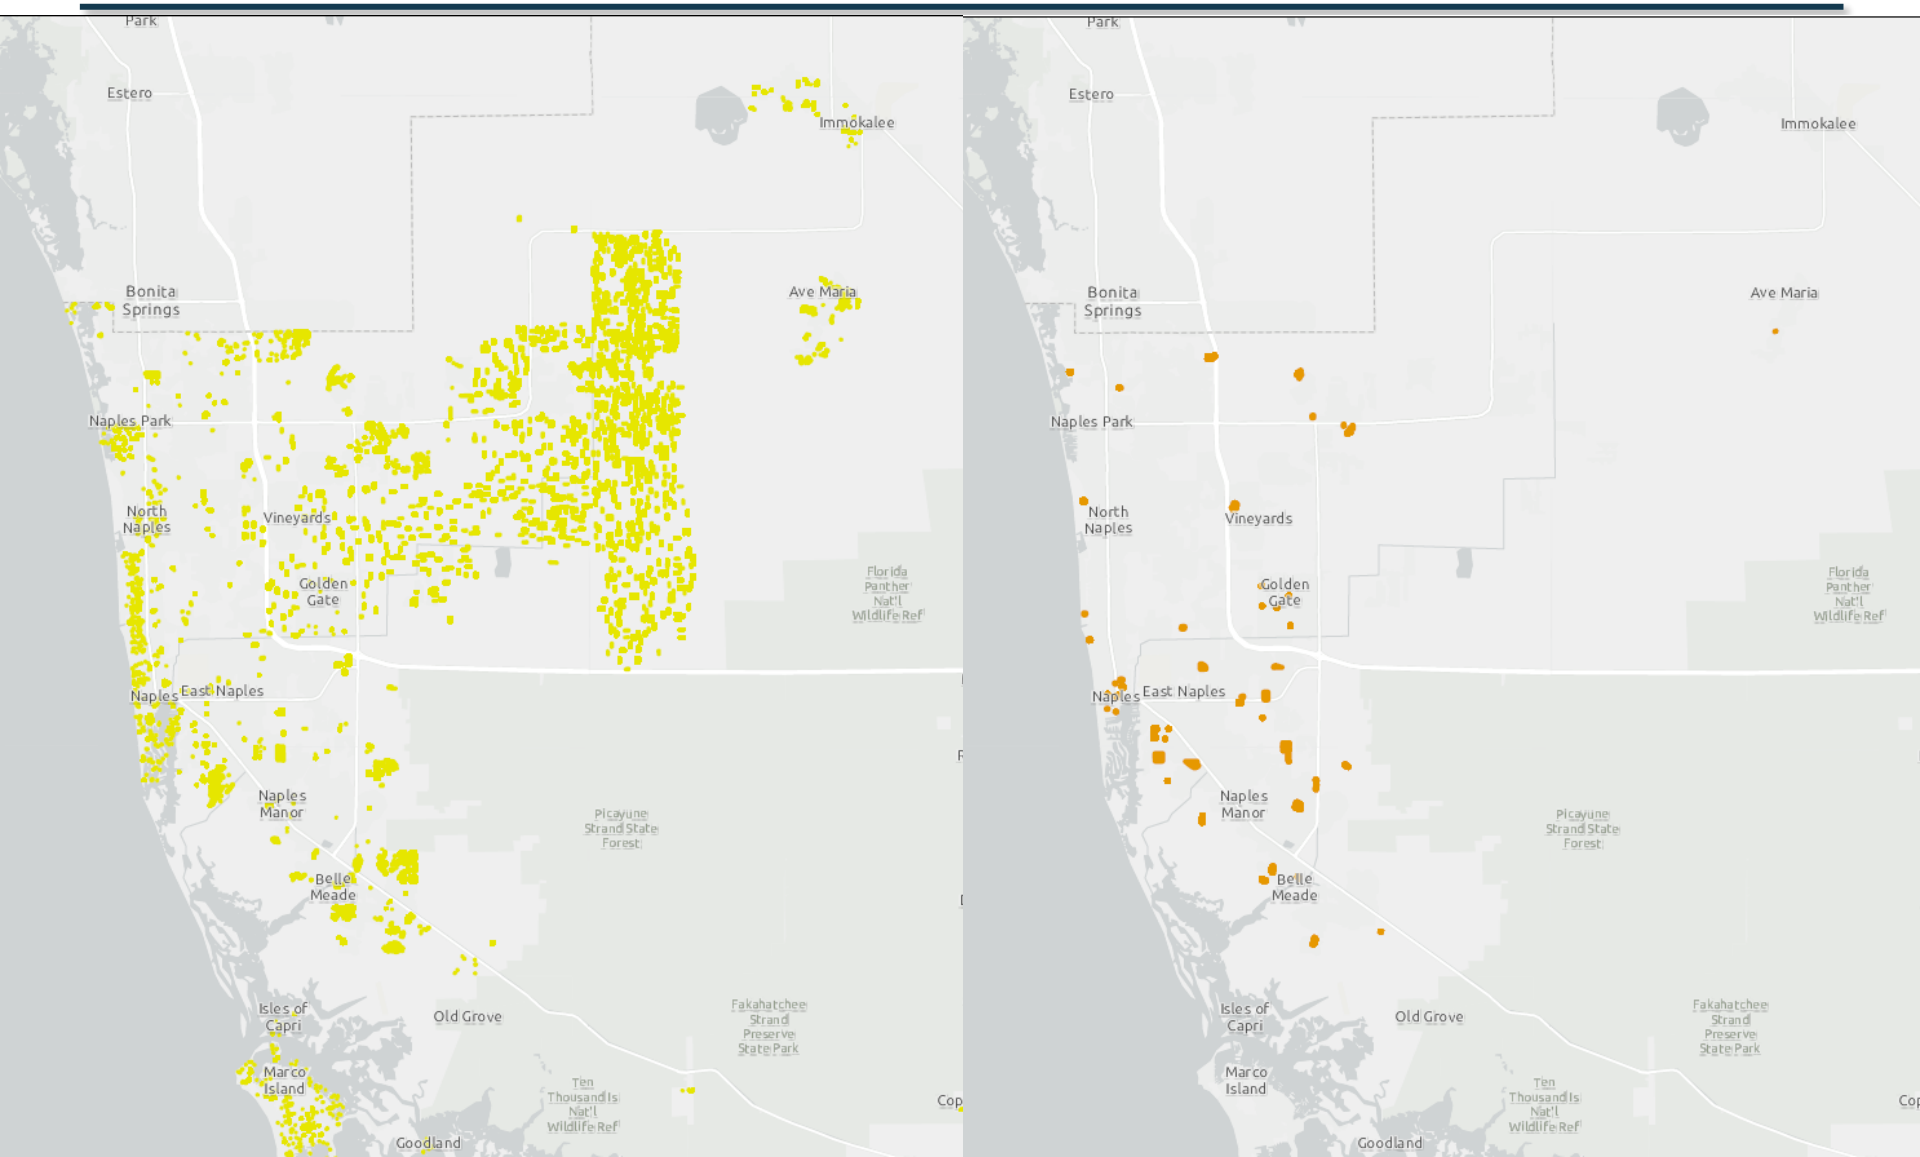 Park
Estero
Immokalee
Bonita
Springs
Ave Maria
Naples Park
North
Naples
Vineyards
Golden
Gate
Florida
Panther
Nat'l
Wildlife Ref
Naples
East Naples
Naples
Manor
Picayune
Strand State
Forest
Belle
Meade
Isles of
Capri
Old Grove
Fakahatchee
Strand
Preserve
State Park
Marco
Island
Ten
Thousand Is
Nat'l
Wildlife Ref
Cop
Goodland
Park
Estero
Immokalee
Bonita
Springs
Ave Maria
Naples Park
North
Naples
Vineyards
Golden
Gate
Florida
Panther
Nat'l
Wildlife Ref
Naples
East Naples
Naples
Manor
Picayune
Strand State
Forest
Belle
Meade
Isles of
Capri
Old Grove
Fakahatchee
Strand
Preserve
State Park
Marco
Island
Ten
Thousand Is
Nat'l
Wildlife Ref
Cop
Goodland